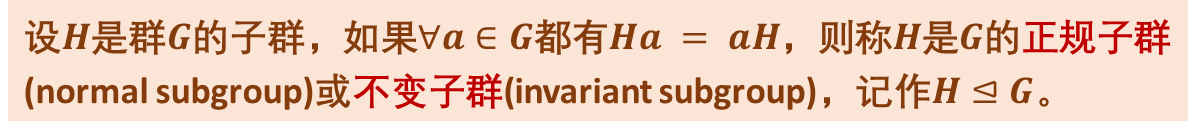 设H是群G的子群，如果∀a ∈ G都有Ha = aH，则称H是G的正规子群
(normal subgroup)或不变子群(invariant subgroup)，记作H ⊴ G。